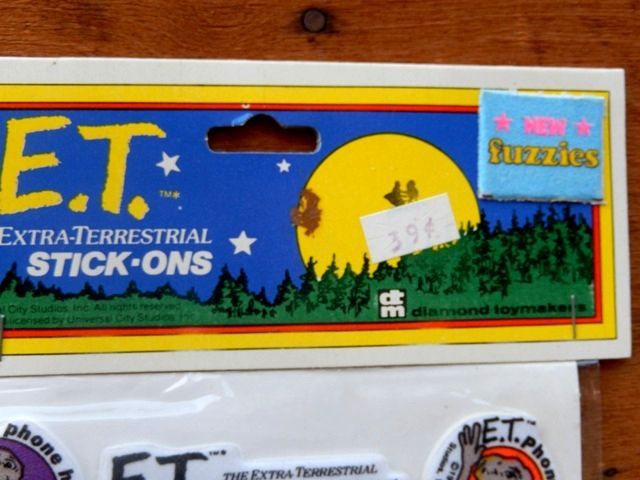 E.T.
TM*
EXTRA-TERRESTRIAL
STICK-ONS
NEW
fuzzies
39¢
City Studios, Inc. All rights reserved.
Licensed by Universal City Studios, Inc.
dt
m
diamond toymakers
phone h
E.T.
THE EXTRA TERRESTRIAL
E.T. phon